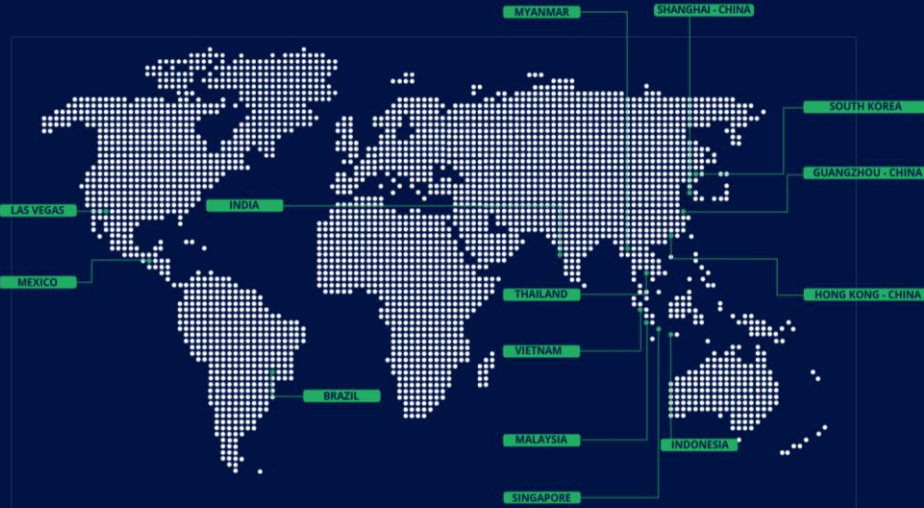 MYANMAR
SHANGHAI - CHINA
SOUTH KOREA
GUANGZHOU - CHINA
LAS VEGAS
INDIA
MEXICO
THAILAND
HONG KONG - CHINA
VIETNAM
BRAZIL
MALAYSIA
INDONESIA
SINGAPORE